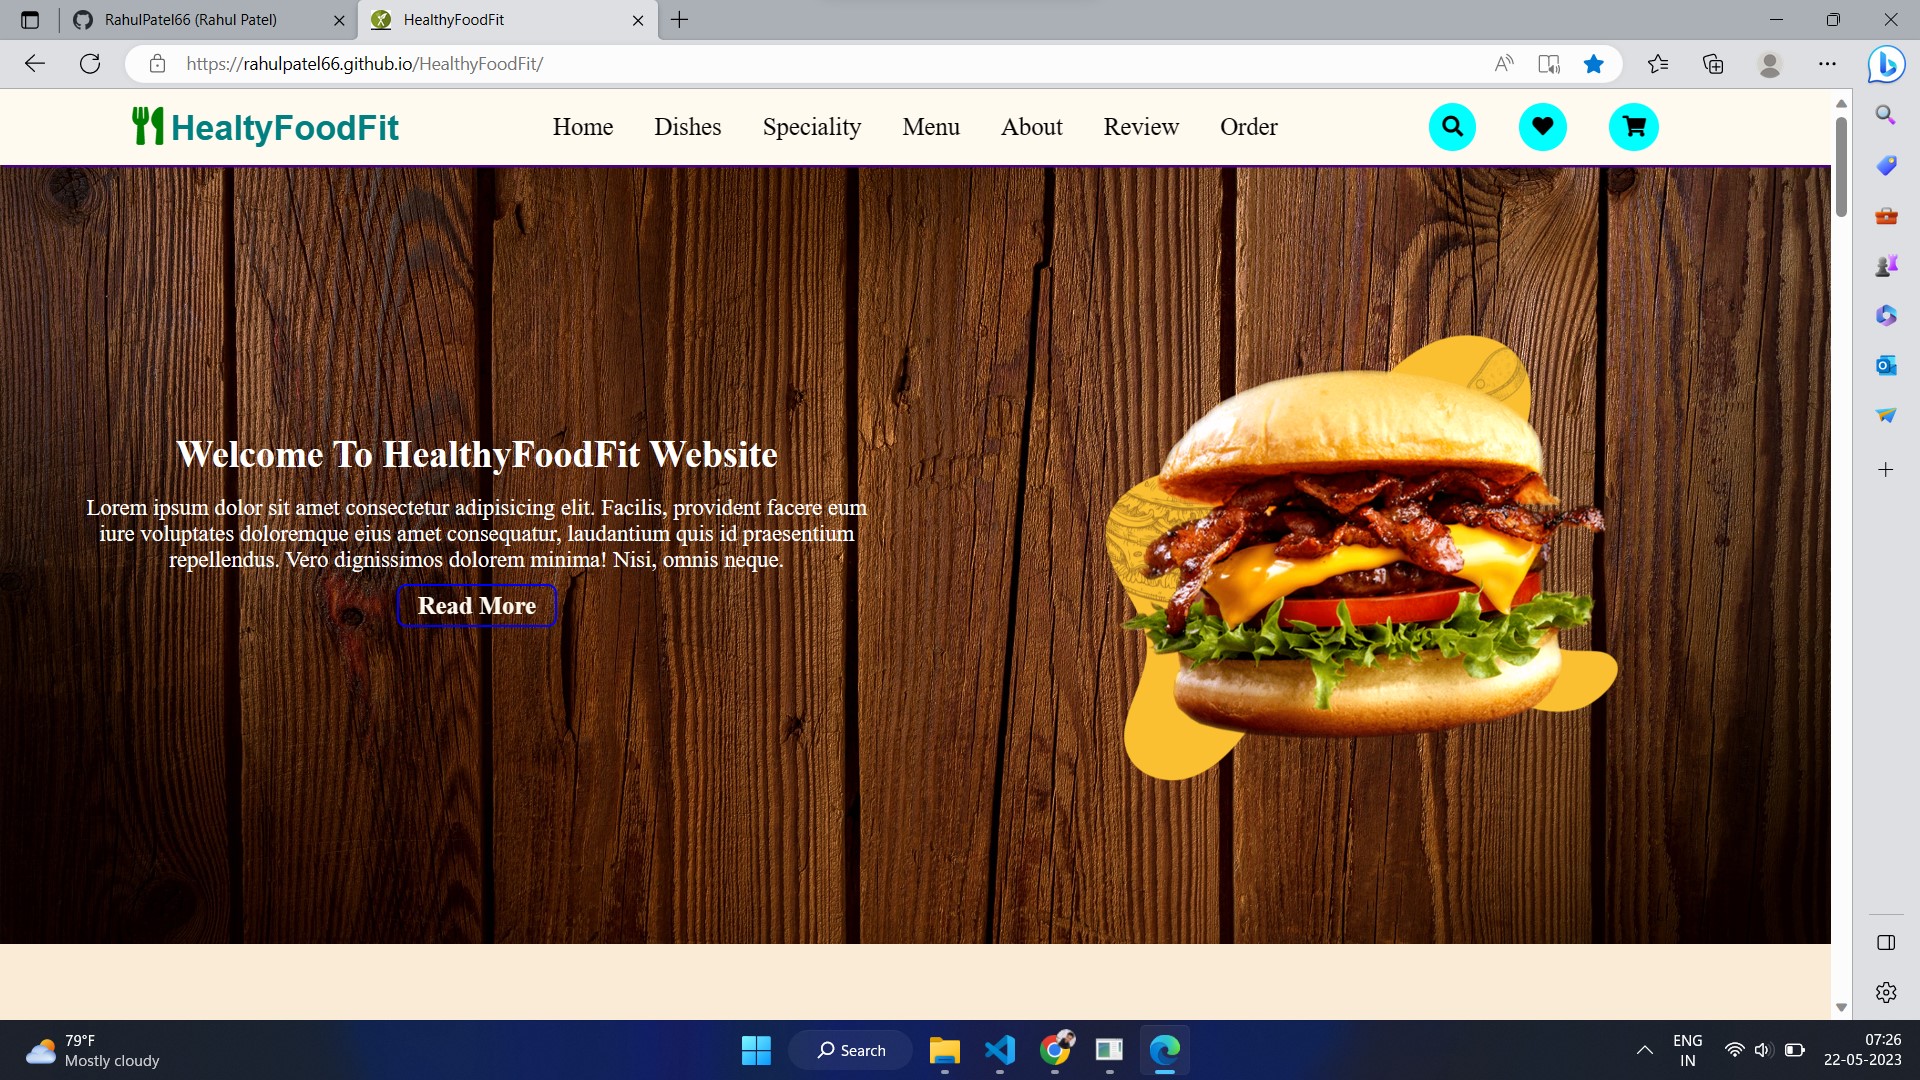 RahulPatel66 (Rahul Patel)
HealthyFoodFit
https://rahulpatel66.github.io/HealthyFoodFit/
HealtyFoodFit
Home Dishes Speciality Menu About Review Order
Welcome To HealthyFoodFit Website
Lorem ipsum dolor sit amet consectetur adipisicing elit. Facilis, provident facere eum
iure voluptates doloremque eius amet consequatur, laudantium quis id praesentium
repellendus. Vero dignissimos dolorem minima! Nisi, omnis neque.
Read More
79°F
Mostly cloudy
Search
ENG
IN
07:26
22-05-2023